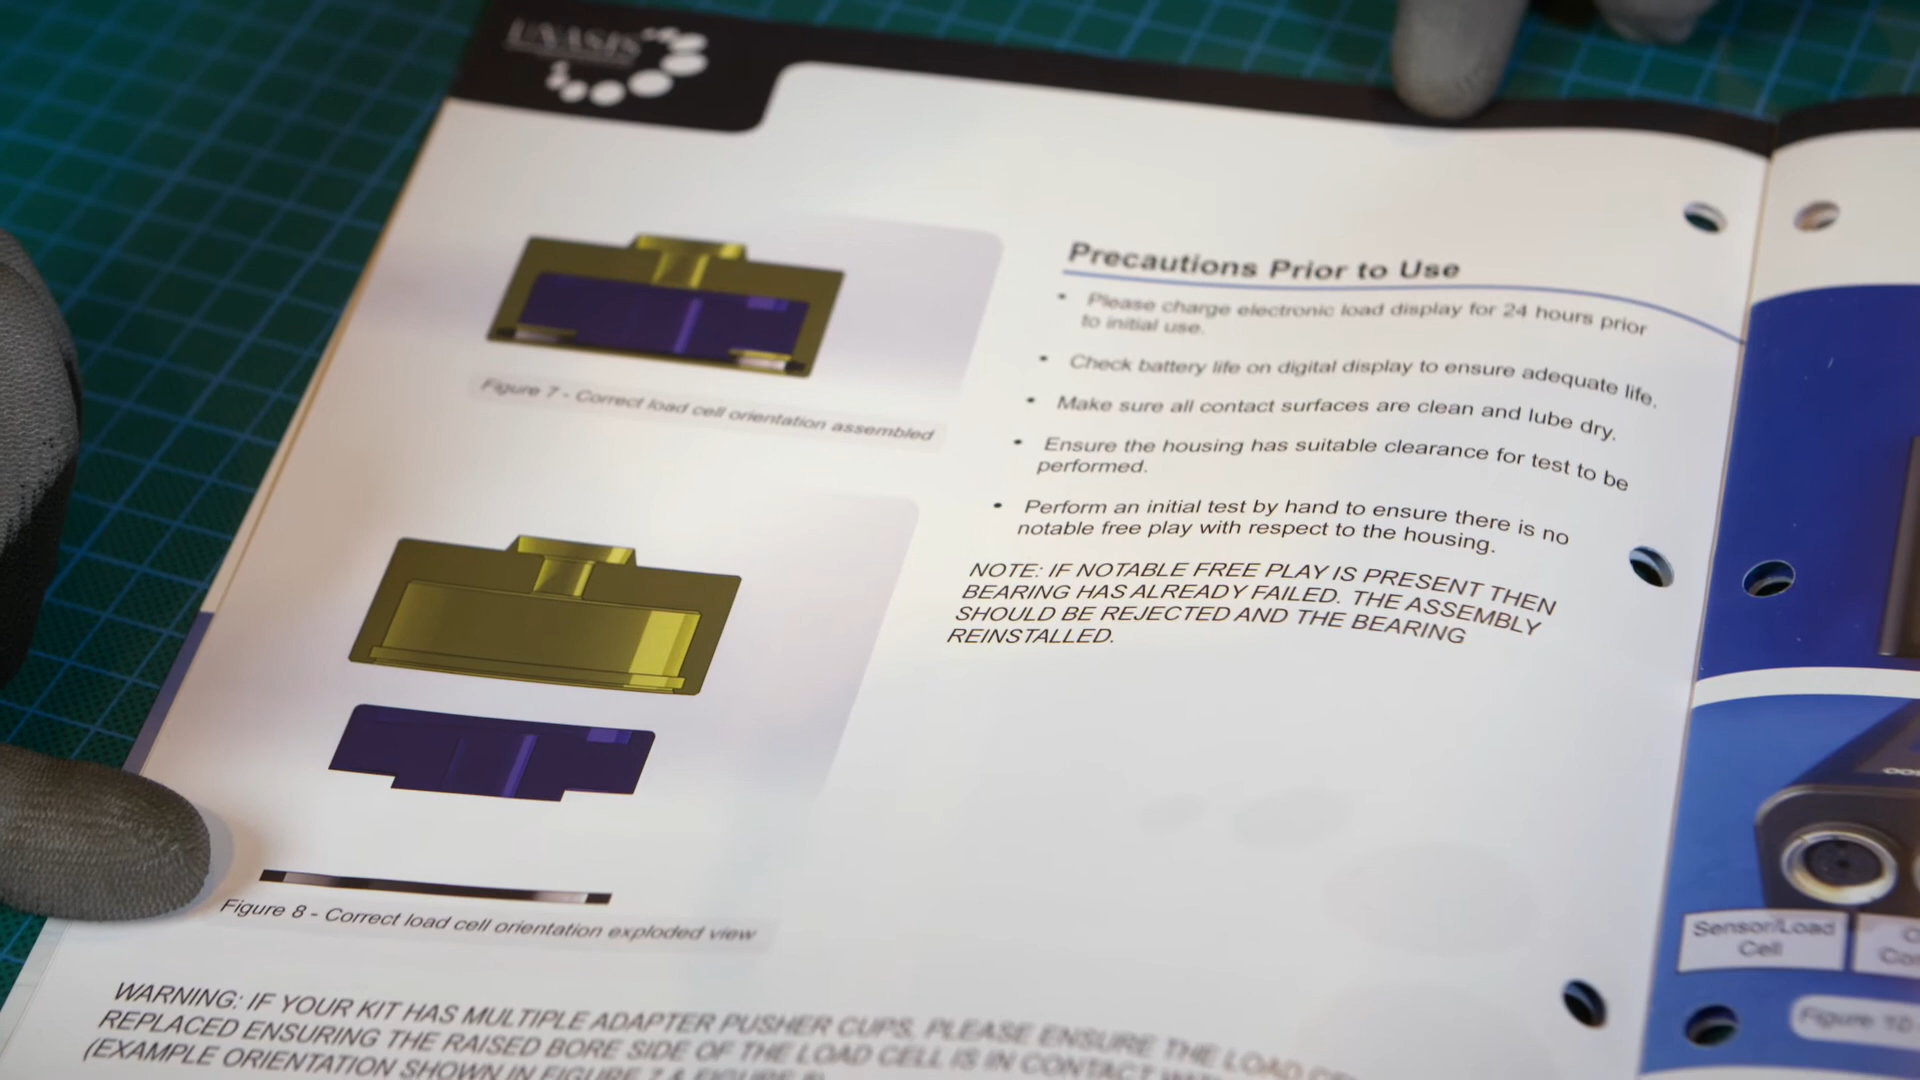 UNASIS
Figure 7 - Correct load cell orientation assembled
Figure 8 - Correct load cell orientation exploded view
Precautions Prior to Use
• Please charge electronic load display for 24 hours prior
to initial use.
• Check battery life on digital display to ensure adequate life.
• Make sure all contact surfaces are clean and lube dry.
• Ensure the housing has suitable clearance for test to be
performed.
• Perform an initial test by hand to ensure there is no
notable free play with respect to the housing.
NOTE: IF NOTABLE FREE PLAY IS PRESENT THEN
BEARING HAS ALREADY FAILED. THE ASSEMBLY
SHOULD BE REJECTED AND THE BEARING
REINSTALLED.
WARNING: IF YOUR KIT HAS MULTIPLE ADAPTER PUSHER CUPS, PLEASE ENSURE THE LOAD
REPLACED ENSURING THE RAISED BORE SIDE OF THE LOAD CELL IS IN CONTACT
(EXAMPLE ORIENTATION SHOWN IN FIGURE 7 & FIGURE 8)
Sensor/Load
Cell
Figure 10